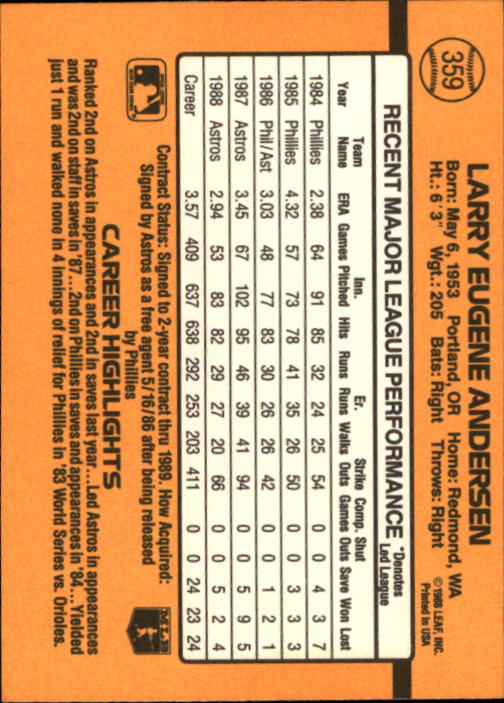 359
LARRY EUGENE ANDERSEN
Born: May 6, 1953 Portland, OR Home: Redmond, WA
Ht.: 6'3" Wgt.: 205 Bats: Right Throws: Right
©1988 LEAF, INC.
Printed in USA
RECENT MAJOR LEAGUE PERFORMANCE
*Denotes
Led League
Team Inn. Er. Strike Comp. Shut
Year Name ERA Games Pitched Hits Runs Runs Walks Outs Games Outs Save Won Lost
1984 Phillies 2.38 64 91 85 32 24 25 54 0 0 4 3 7
1985 Phillies 4.32 57 73 78 41 35 26 50 0 0 3 3 3
1986 Phil/Ast 3.03 48 77 83 30 26 26 42 0 0 1 2 1
1987 Astros 3.45 67 102 95 46 39 41 94 0 0 5 9 5
1988 Astros 2.94 53 83 82 29 27 20 66 0 0 5 2 4
Career 3.57 409 637 638 292 253 203 411 0 0 24 23 24
Contract Status: Signed to 2-year contract thru 1989. How Acquired:
Signed by Astros as a free agent 5/16/86 after being released
by Phillies
MLB
CAREER HIGHLIGHTS
Ranked 2nd on Astros in appearances and 2nd in saves last year...Led Astros in appearances
and was 2nd on staff in saves in '87...2nd on Phillies in saves and appearances in '84...Yielded
just 1 run and walked none in 4 innings of relief for Phillies in '83 World Series vs. Orioles.